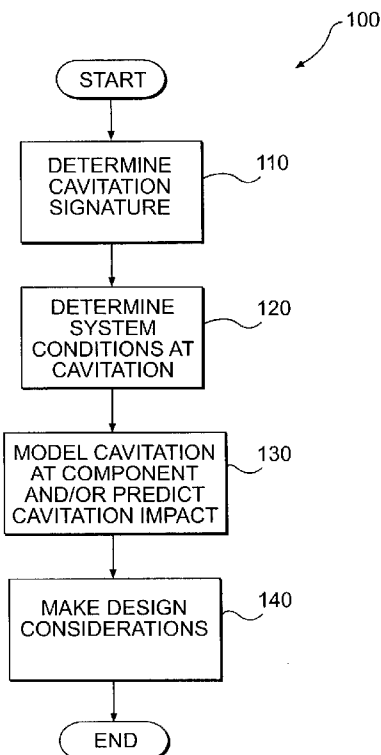 100
START
DETERMINE
CAVITATION
SIGNATURE
110
DETERMINE
SYSTEM
CONDITIONS AT
CAVITATION
120
MODEL CAVITATION
AT COMPONENT
AND/OR PREDICT
CAVITATION IMPACT
130
MAKE DESIGN
CONSIDERATIONS
140
END